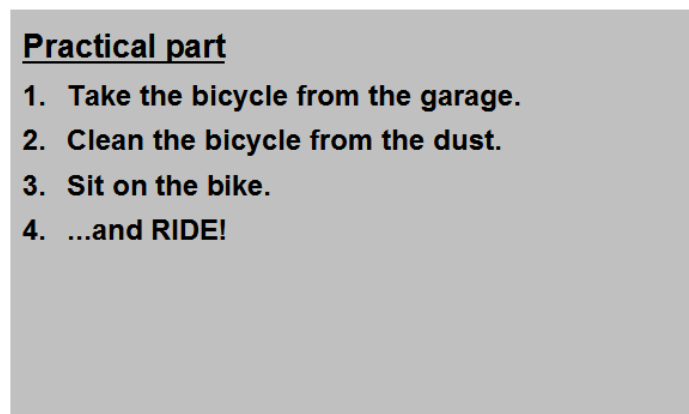 Practical part
1. Take the bicycle from the garage.
2. Clean the bicycle from the dust.
3. Sit on the bike.
4. ...and RIDE!